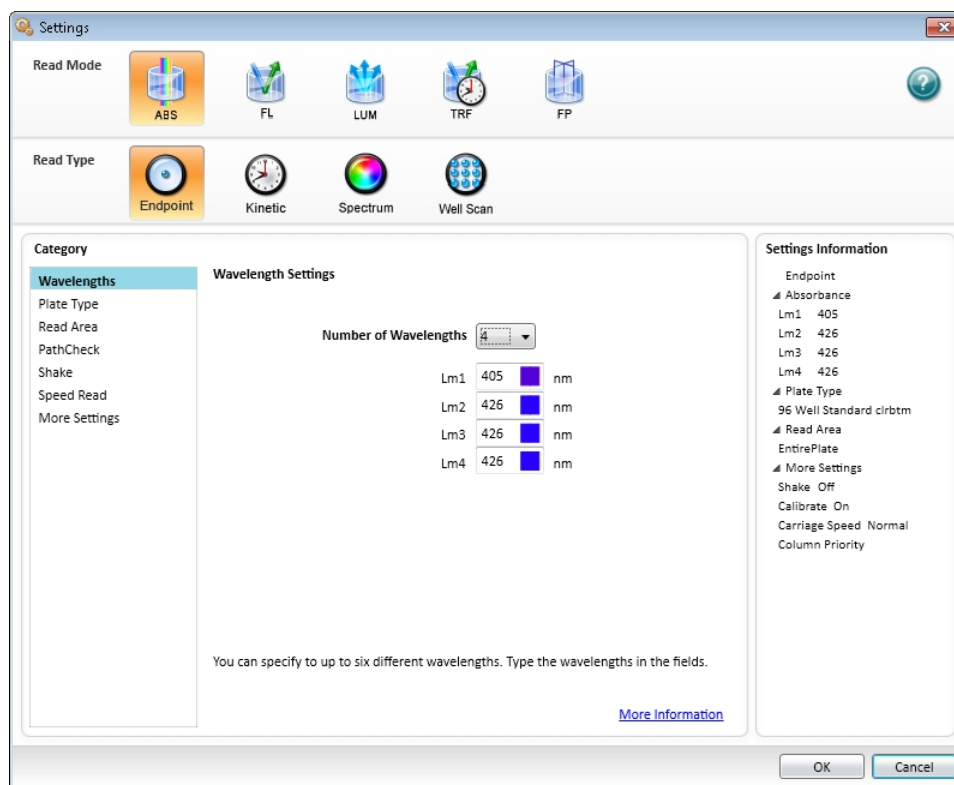 Settings
Read Mode
ABS
FL
LUM
TRF
FP
?
Read Type
Endpoint
Kinetic
Spectrum
Well Scan
Category
Wavelengths
Plate Type
Read Area
PathCheck
Shake
Speed Read
More Settings
Wavelength Settings
Number of Wavelengths 4
Lm1 405 nm
Lm2 426 nm
Lm3 426 nm
Lm4 426 nm
You can specify to up to six different wavelengths. Type the wavelengths in the fields.
More Information
Settings Information
Endpoint
Absorbance
Lm1 405
Lm2 426
Lm3 426
Lm4 426
Plate Type
96 Well Standard clrbtm
Read Area
EntirePlate
More Settings
Shake Off
Calibrate On
Carriage Speed Normal
Column Priority
OK
Cancel